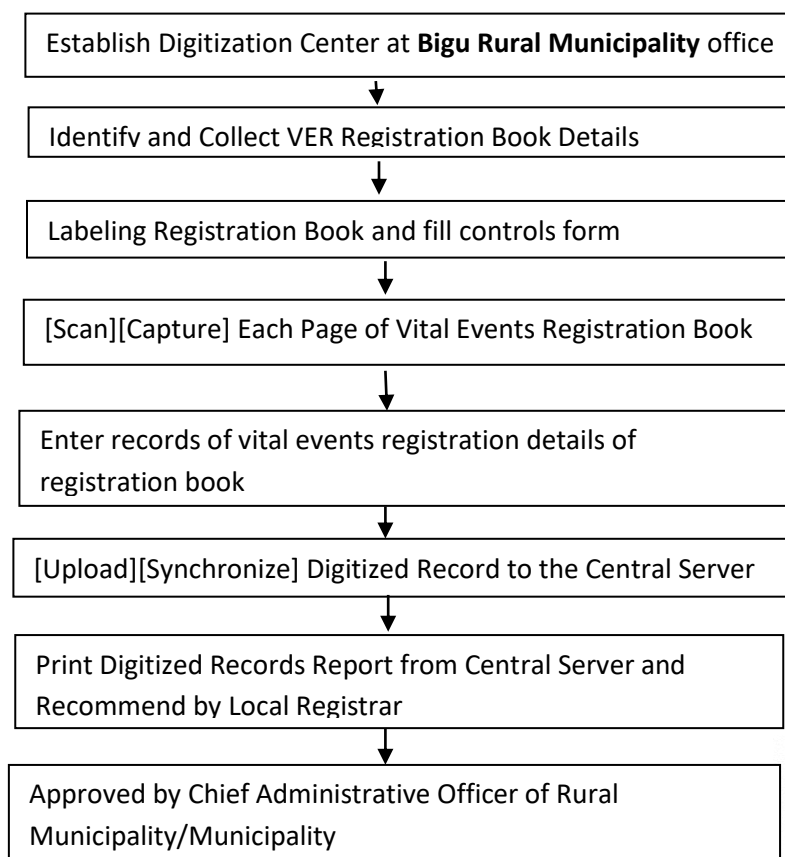 Establish Digitization Center at Bigu Rural Municipality office
Identify and Collect VER Registration Book Details
Labeling Registration Book and fill controls form
[Scan][Capture] Each Page of Vital Events Registration Book
Enter records of vital events registration details of
registration book
[Upload][Synchronize] Digitized Record to the Central Server
Print Digitized Records Report from Central Server and
Recommend by Local Registrar
Approved by Chief Administrative Officer of Rural
Municipality/Municipality